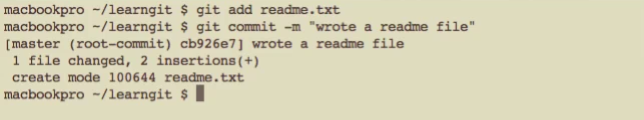 macbookpro ~/learngit $ git add readme.txt
macbookpro ~/learngit $ git commit -m "wrote a readme file"
[master (root-commit) cb926e7] wrote a readme file
 1 file changed, 2 insertions(+)
 create mode 100644 readme.txt
macbookpro ~/learngit $